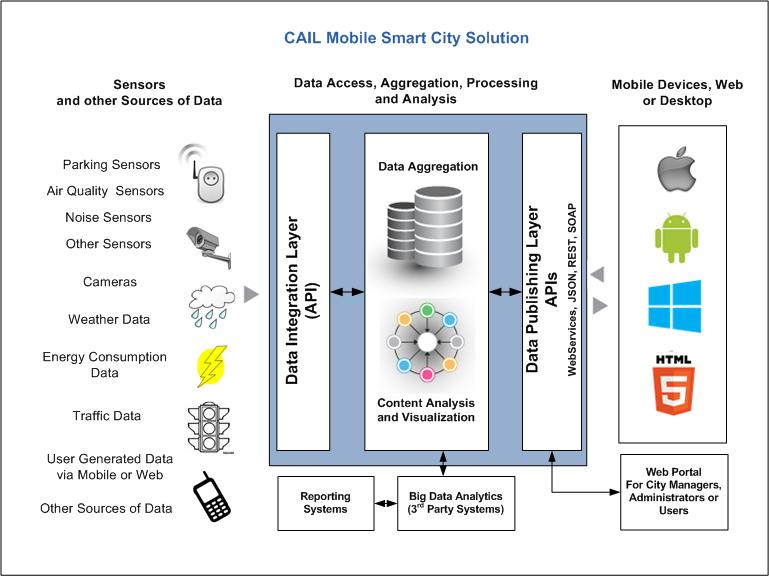 CAIL Mobile Smart City Solution
Sensors
and other Sources of Data
Data Access, Aggregation, Processing
and Analysis
Mobile Devices, Web
or Desktop
Parking Sensors
Air Quality  Sensors
Noise Sensors
Other Sensors
Cameras
Weather Data
Energy Consumption
Data
Traffic Data
User Generated Data
via Mobile or Web
Other Sources of Data
Data Integration Layer
(API)
Data Aggregation
Content Analysis
and Visualization
Data Publishing Layer
APIs
WebServices, JSON, REST, SOAP
HTML
5
Reporting
Systems
Big Data Analytics
(3rd Party Systems)
Web Portal
For City Managers,
Administrators or
Users